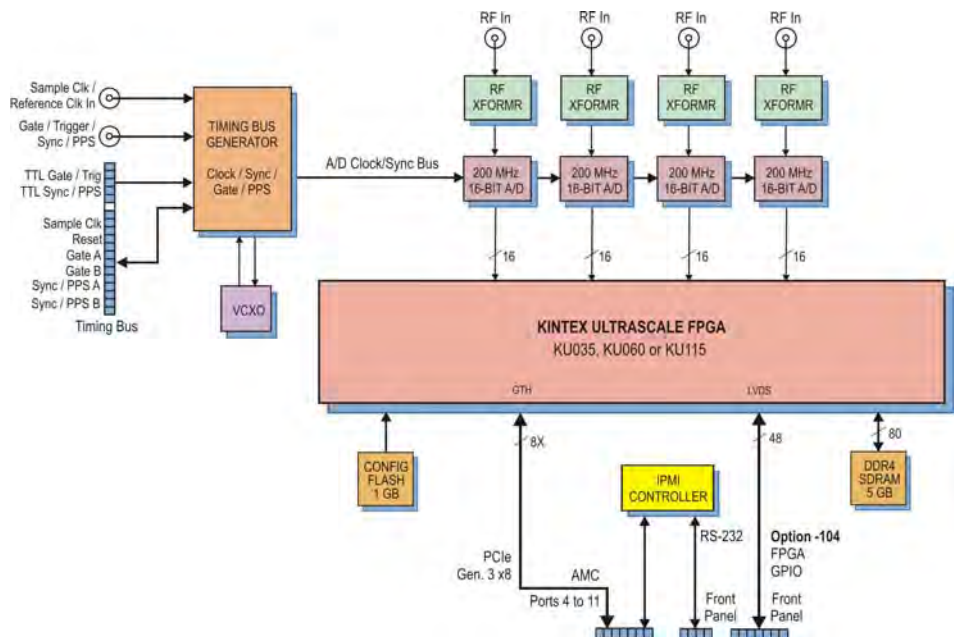 RF In
RF In
RF In
RF In
Sample Clk /
Reference Clk In
Gate / Trigger /
Sync / PPS
TTL Gate / Trig
TTL Sync / PPS
Sample Clk
Reset
Gate A
Gate B
Sync / PPS A
Sync / PPS B
Timing Bus
TIMING BUS
GENERATOR
Clock / Sync /
Gate / PPS
VCXO
A/D Clock/Sync Bus
RF
XFORMR
RF
XFORMR
RF
XFORMR
RF
XFORMR
200 MHz
16-BIT A/D
200 MHz
16-BIT A/D
200 MHz
16-BIT A/D
200 MHz
16-BIT A/D
16
16
16
16
KINTEX ULTRASCALE FPGA
KU035, KU060 or KU115
GTH
LVDS
8X
48
80
CONFIG
FLASH
1 GB
IPMI
CONTROLLER
DDR4
SDRAM
5 GB
RS-232
Option -104
FPGA
GPIO
PCIe
Gen. 3 x8
AMC
Ports 4 to 11
Front
Panel
Front
Panel